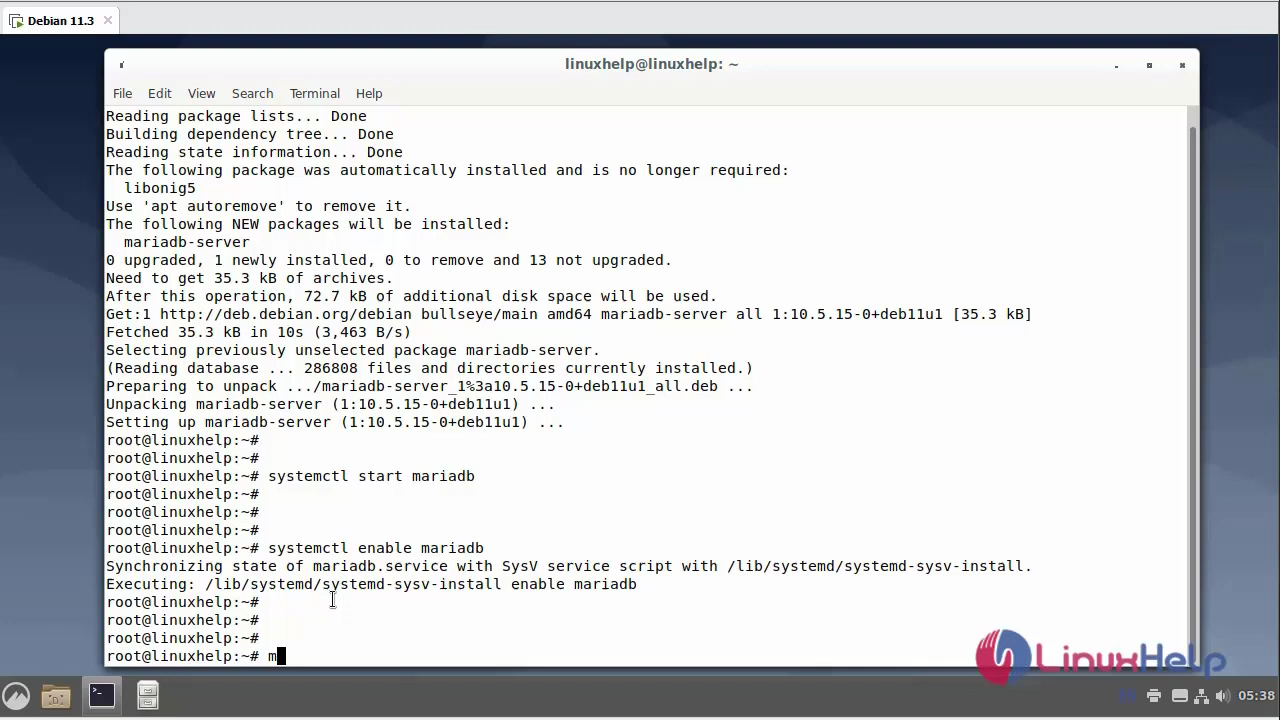 Debian 11.3
linuxhelp@linuxhelp: ~
File Edit View Search Terminal Help
Reading package lists... Done
Building dependency tree... Done
Reading state information... Done
The following package was automatically installed and is no longer required:
  libonig5
Use 'apt autoremove' to remove it.
The following NEW packages will be installed:
  mariadb-server
0 upgraded, 1 newly installed, 0 to remove and 13 not upgraded.
Need to get 35.3 kB of archives.
After this operation, 72.7 kB of additional disk space will be used.
Get:1 http://deb.debian.org/debian bullseye/main amd64 mariadb-server all 1:10.5.15-0+deb11u1 [35.3 kB]
Fetched 35.3 kB in 10s (3,463 B/s)
Selecting previously unselected package mariadb-server.
(Reading database ... 286808 files and directories currently installed.)
Preparing to unpack .../mariadb-server_1%3a10.5.15-0+deb11u1_all.deb ...
Unpacking mariadb-server (1:10.5.15-0+deb11u1) ...
Setting up mariadb-server (1:10.5.15-0+deb11u1) ...
root@linuxhelp:~#
root@linuxhelp:~#
root@linuxhelp:~# systemctl start mariadb
root@linuxhelp:~#
root@linuxhelp:~#
root@linuxhelp:~#
root@linuxhelp:~# systemctl enable mariadb
Synchronizing state of mariadb.service with SysV service script with /lib/systemd/systemd-sysv-install.
Executing: /lib/systemd/systemd-sysv-install enable mariadb
root@linuxhelp:~#
root@linuxhelp:~#
root@linuxhelp:~#
root@linuxhelp:~# m
LinuxHelp
05:38